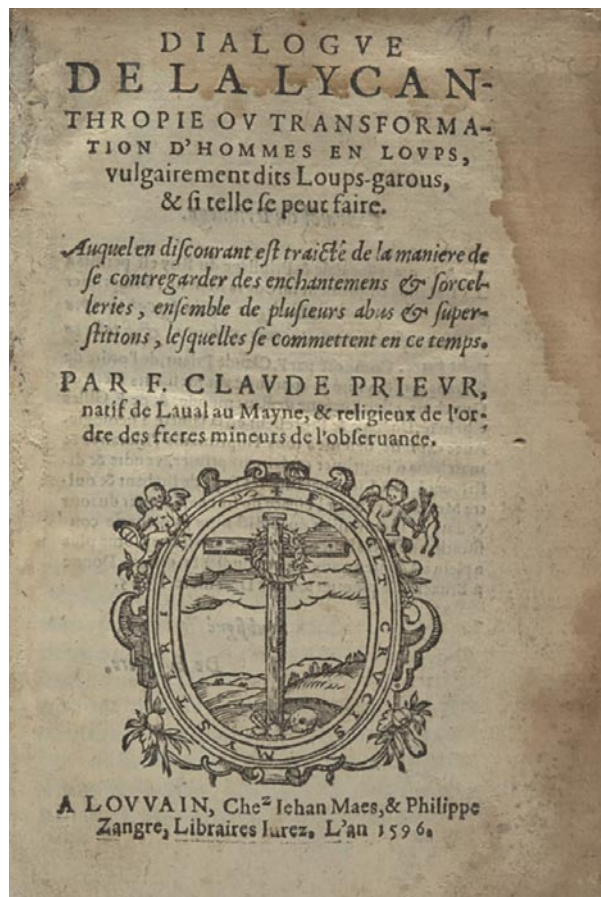 DIALOGVE
DE LA LYCAN-
THROPIE OV TRANSFORMA-
TION D'HOMMES EN LOVPS,
vulgairement dits Loups-garous,
& si telle se peut faire.
Auquel en discourant est traicté de la maniere de
se contregarder des enchantemens & sorcel-
leries, ensemble de plusieurs abus & super-
stitions, lesquelles se commettent en ce temps.
PAR F. CLAVDE PRIEVR,
natif de Laual au Mayne, & religieux de l'or-
dre des freres mineurs de l'obseruance.
FVLGET CRVCIS MYSTERIVM
A LOVVAIN, Chez Iehan Maes, & Philippe
Zangre, Libraires Iurez. L'an 1596.